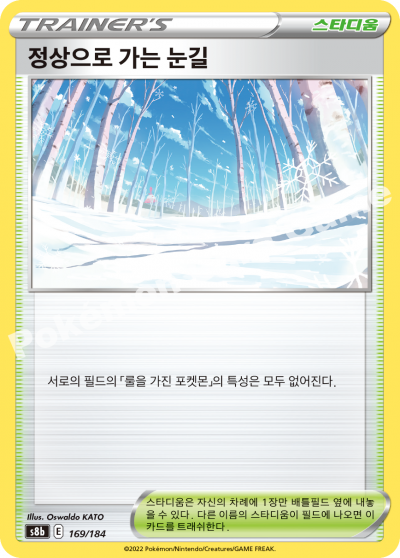 TRAINER'S
스타디움
정상으로 가는 눈길
서로의 필드의 「룰을 가진 포켓몬」의 특성은 모두 없어진다.
Illus. Oswaldo KATO
s8b E 169/184
스타디움은 자신의 차례에 1장만 배틀필드 옆에 내놓
을 수 있다. 다른 이름의 스타디움이 필드에 나오면 이
카드를 트래쉬한다.
©2022 Pokémon/Nintendo/Creatures/GAME FREAK.